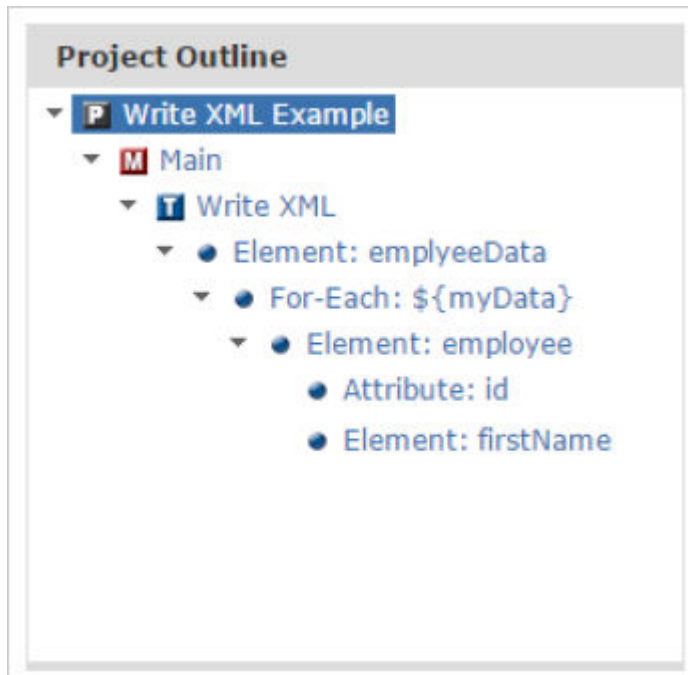 Project Outline
P Write XML Example
M Main
T Write XML
Element: emplyeeData
For-Each: ${myData}
Element: employee
Attribute: id
Element: firstName